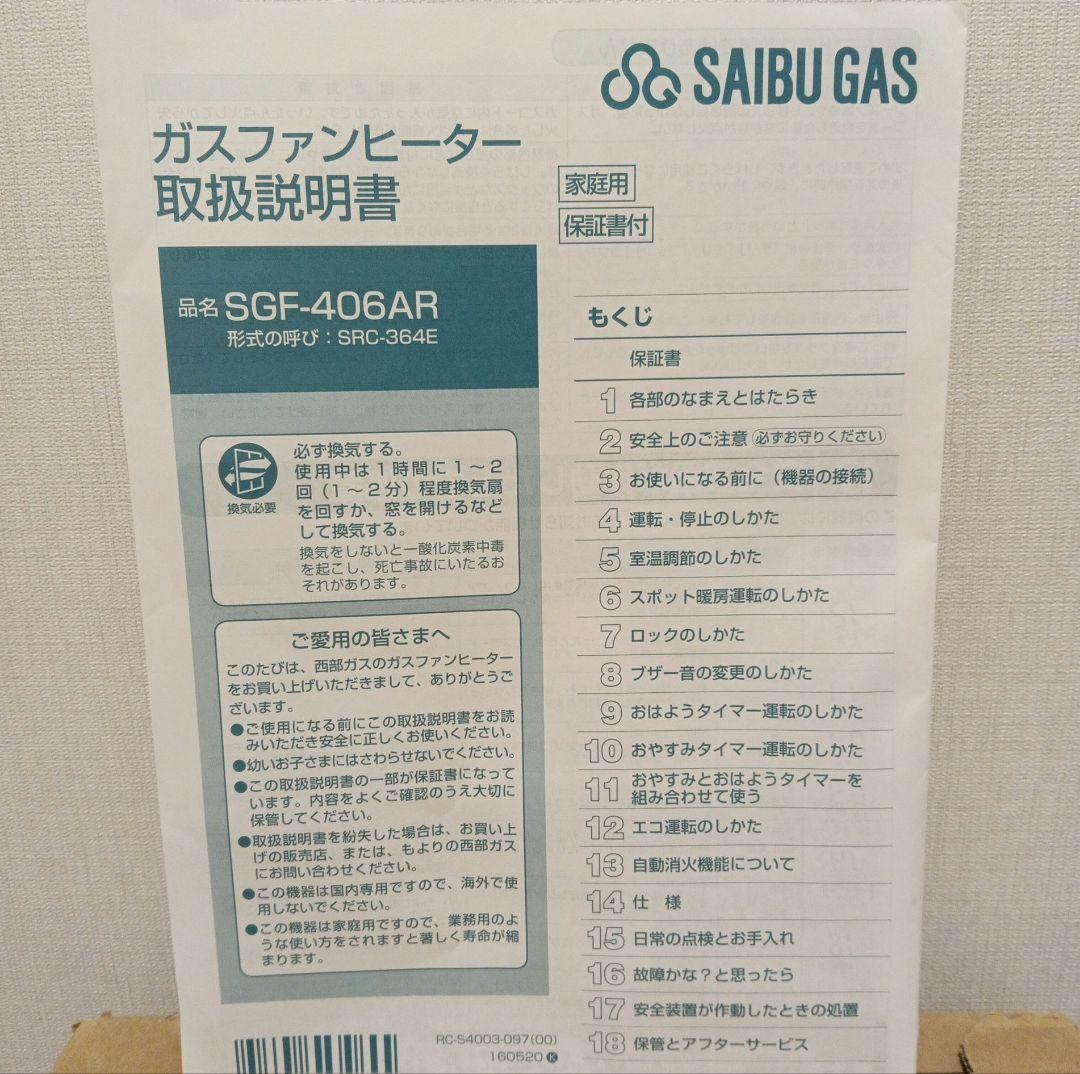 SAIBU GAS
ガスファンヒーター
取扱説明書
家庭用
保証書付
品名 SGF-406AR
形式の呼び：SRC-364E
換気必要
必ず換気する。
使用中は１時間に１～２
回（１～２分）程度換気扇
を回すか、窓を開けるなど
して換気する。
換気をしないと一酸化炭素中毒
を起こし、死亡事故にいたるお
それがあります。
ご愛用の皆さまへ
このたびは、西部ガスのガスファンヒーター
をお買い上げいただきまして、ありがとうご
ざいます。
●ご使用になる前にこの取扱説明書をお読
みいただき安全に正しくお使いください。
●幼いお子さまにはさわらせないでください。
●この取扱説明書の一部が保証書になって
います。内容をよくご確認のうえ大切に
保管してください。
●取扱説明書を紛失した場合は、お買い上
げの販売店、または、もよりの西部ガス
にお問い合わせください。
●この機器は国内専用ですので、海外で使
用しないでください。
●この機器は家庭用ですので、業務用のよ
うな使い方をされますと著しく寿命が縮
まります。
RC-S4003-097(00)
160520 K
もくじ
保証書
1 各部のなまえとはたらき
2 安全上のご注意 必ずお守りください
3 お使いになる前に（機器の接続）
4 運転・停止のしかた
5 室温調節のしかた
6 スポット暖房運転のしかた
7 ロックのしかた
8 ブザー音の変更のしかた
9 おはようタイマー運転のしかた
10 おやすみタイマー運転のしかた
11 おやすみとおはようタイマーを
組み合わせて使う
12 エコ運転のしかた
13 自動消火機能について
14 仕　様
15 日常の点検とお手入れ
16 故障かな？と思ったら
17 安全装置が作動したときの処置
18 保管とアフターサービス